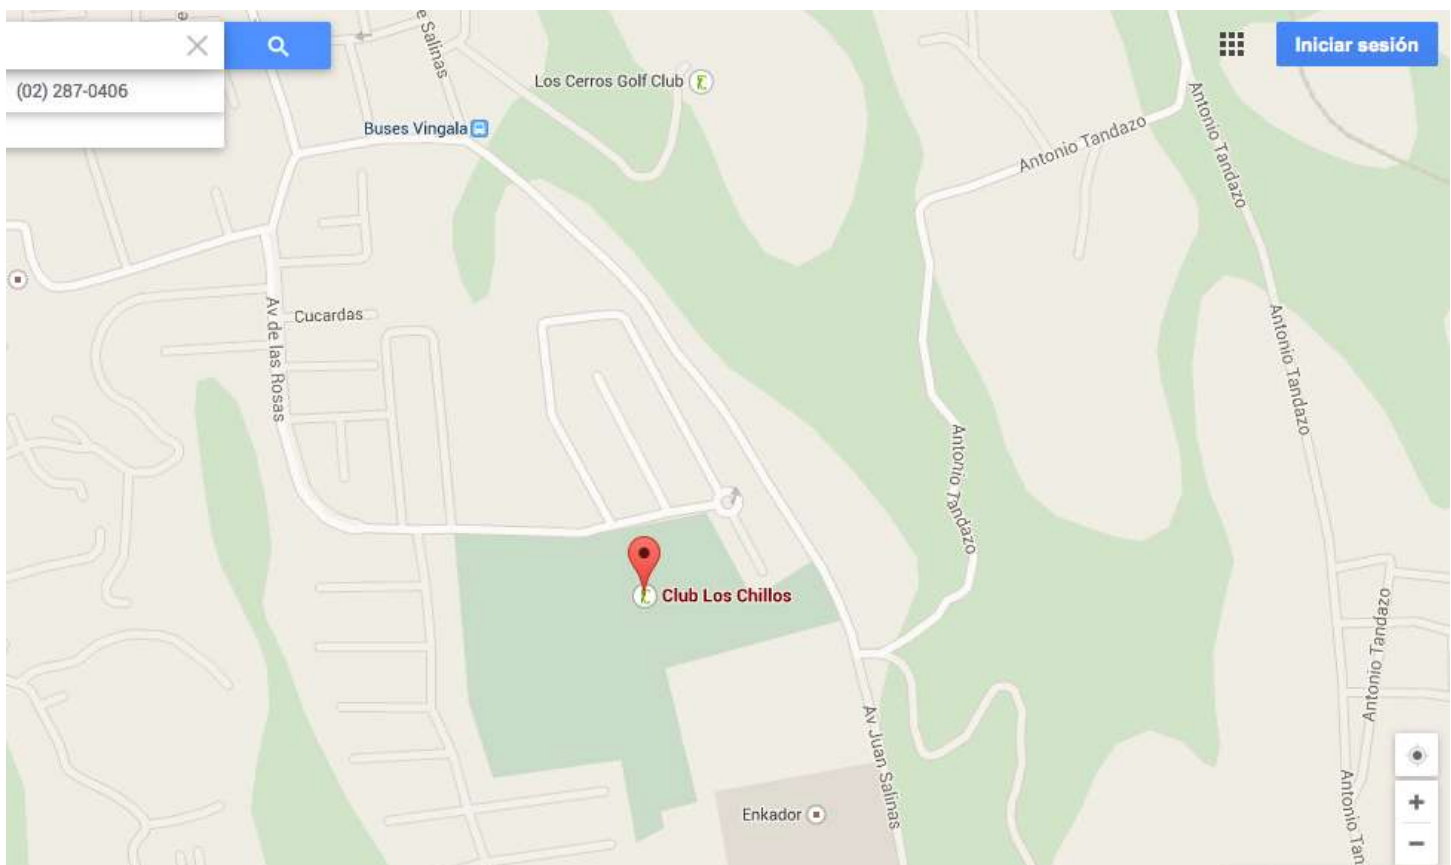 e Salinas
Iniciar sesión
(02) 287-0406
Los Cerros Golf Club
Buses Vingala
Antonio Tandazo
Antonio Tandazo
Cucardas
Av de las Rosas
Antonio Tandazo
Antonio Tandazo
Club Los Chillos
Antonio Tandazo
Av Juan Salinas
Enkador
Antonio Tan
+
−